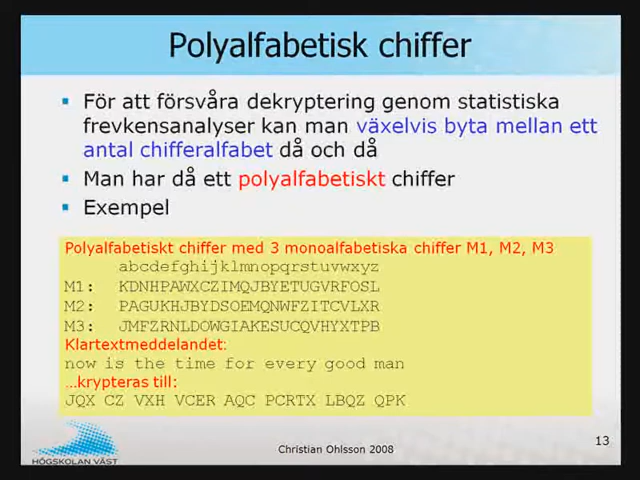 Polyalfabetisk chiffer
För att försvåra dekryptering genom statistiska
frevkensanalyser kan man växelvis byta mellan ett
antal chifferalfabet då och då
Man har då ett polyalfabetiskt chiffer
Exempel
Polyalfabetiskt chiffer med 3 monoalfabetiska chiffer M1, M2, M3
abcdefghijklmnopqrstuvwxyz
M1: KDNHPAWXCZIMQJBYETUGVRFOSL
M2: PAGUKHJBYDSOEMQNWFZITCVLXR
M3: JMFZRNLDOWGIAKESUCQVHYXTPB
Klartextmeddelandet:
now is the time for every good man
…krypteras till:
JQX CZ VXH VCER AQC PCRTX LBQZ QPK
HÖGSKOLAN VÄST
Christian Ohlsson 2008
13